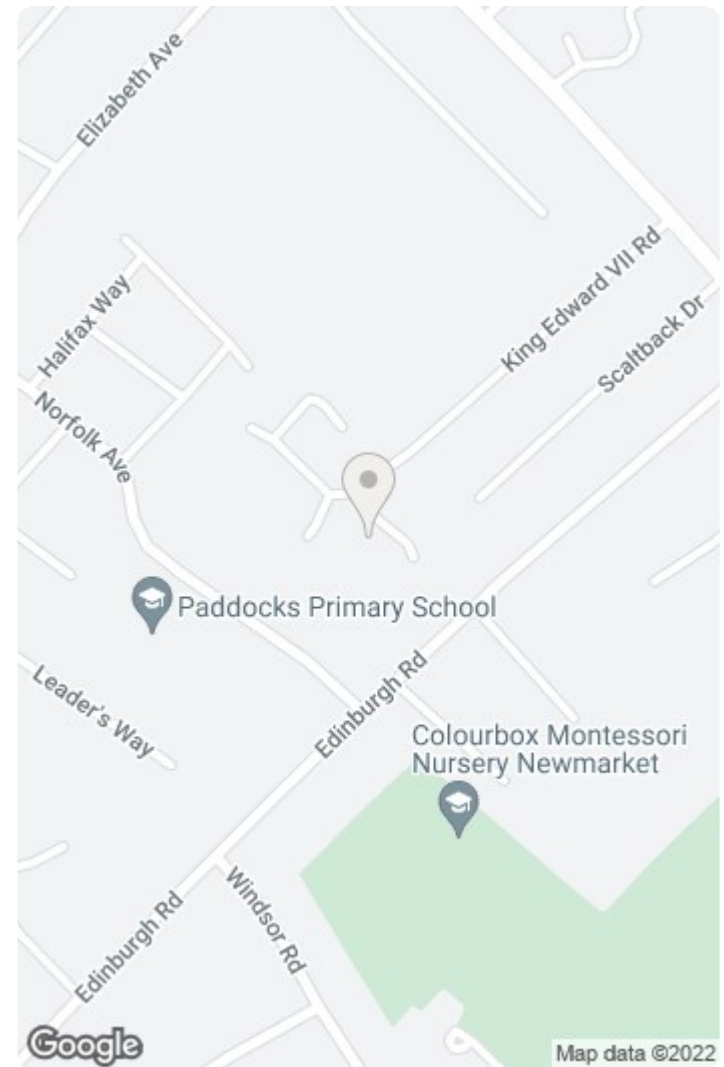 Elizabeth Ave
King Edward VII Rd
Scaltback Dr
Halifax Way
Norfolk Ave
Paddocks Primary School
Leader's Way
Edinburgh Rd
Colourbox Montessori
Nursery Newmarket
Windsor Rd
Edinburgh Rd
Google
Map data ©2022